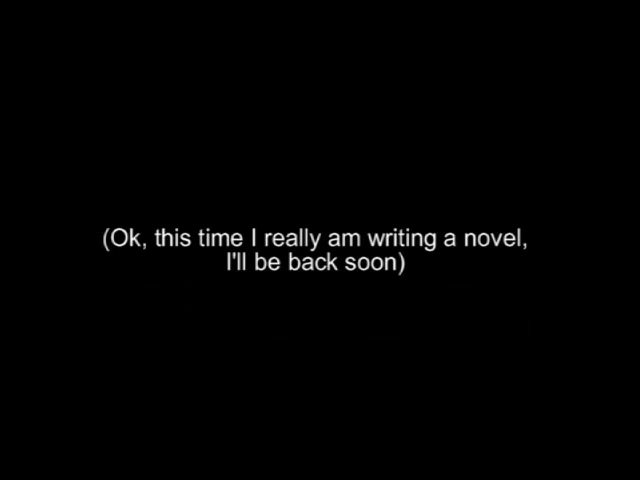 (Ok, this time I really am writing a novel,
I'll be back soon)